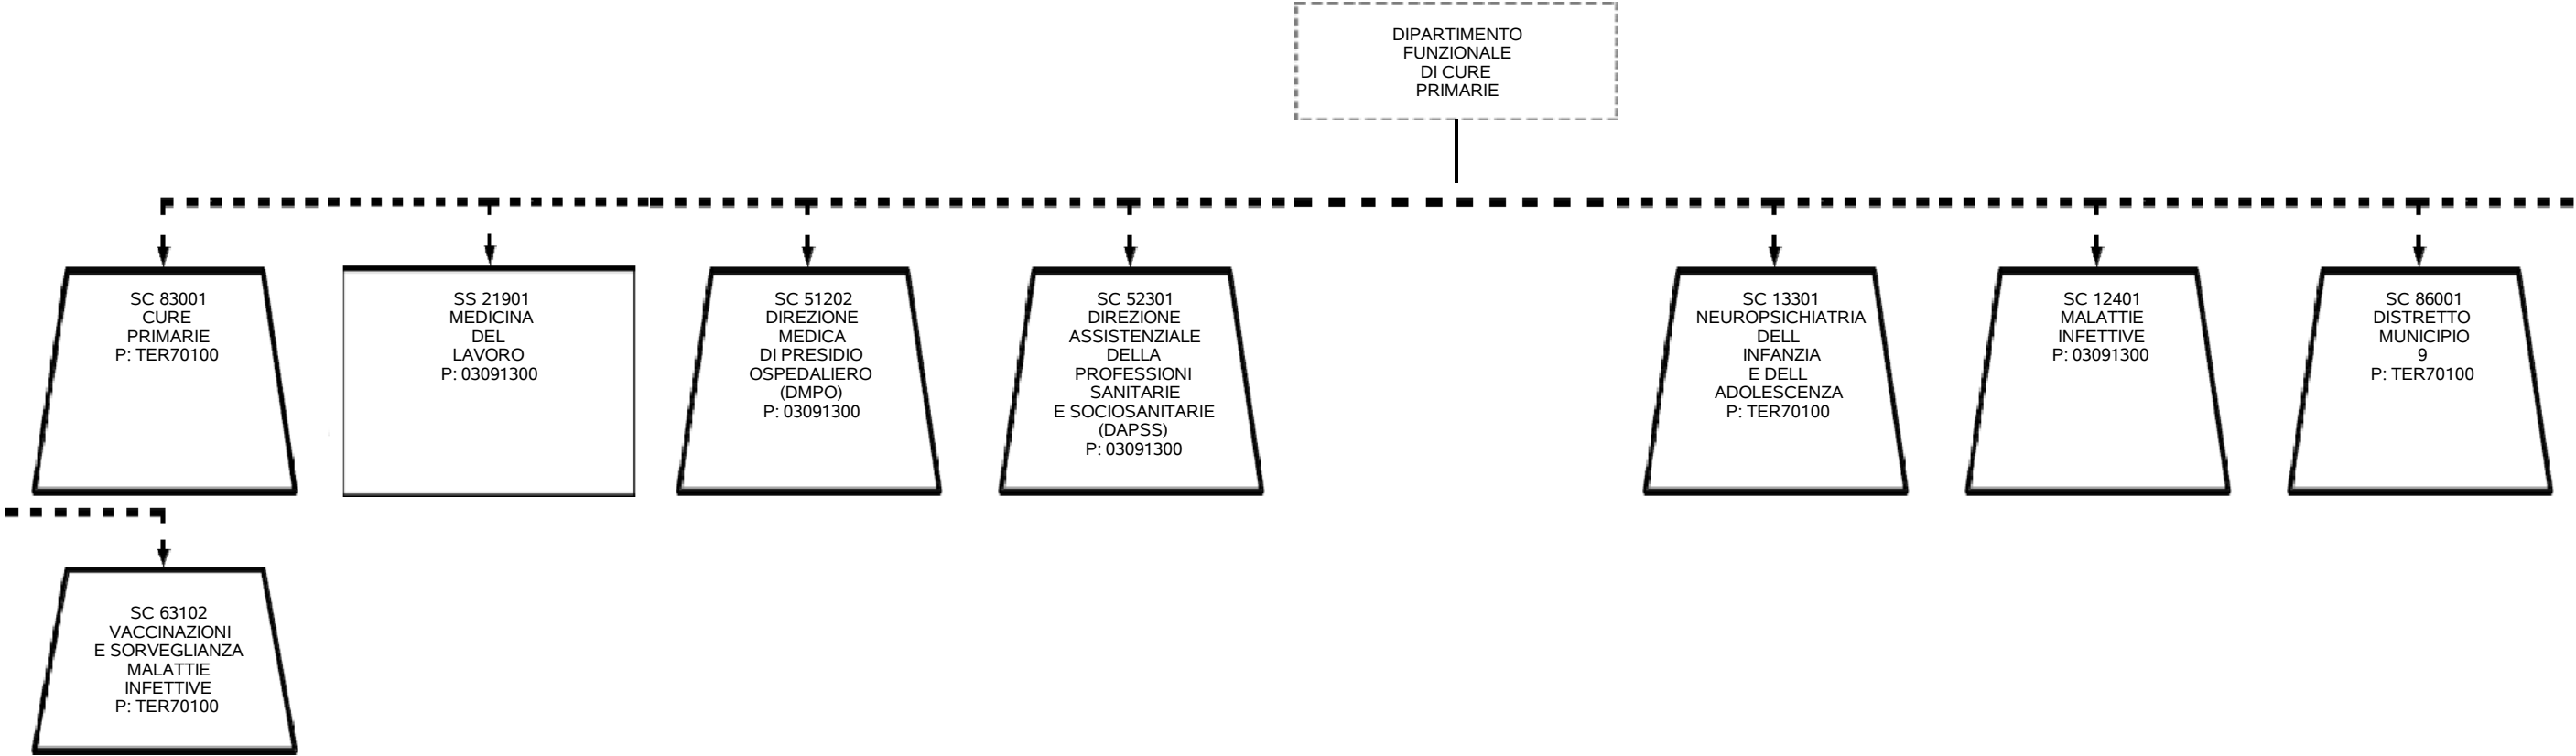 DIPARTIMENTO
FUNZIONALE
DI CURE
PRIMARIE
SC 83001
CURE
PRIMARIE
P: TER70100
SS 21901
MEDICINA
DEL
LAVORO
P: 03091300
SC 51202
DIREZIONE
MEDICA
DI PRESIDIO
OSPEDALIERO
(DMPO)
P: 03091300
SC 52301
DIREZIONE
ASSISTENZIALE
DELLA
PROFESSIONI
SANITARIE
E SOCIOSANITARIE
(DAPSS)
P: 03091300
SC 13301
NEUROPSICHIATRIA
DELL
INFANZIA
E DELL
ADOLESCENZA
P: TER70100
SC 12401
MALATTIE
INFETTIVE
P: 03091300
SC 86001
DISTRETTO
MUNICIPIO
9
P: TER70100
SC 63102
VACCINAZIONI
E SORVEGLIANZA
MALATTIE
INFETTIVE
P: TER70100